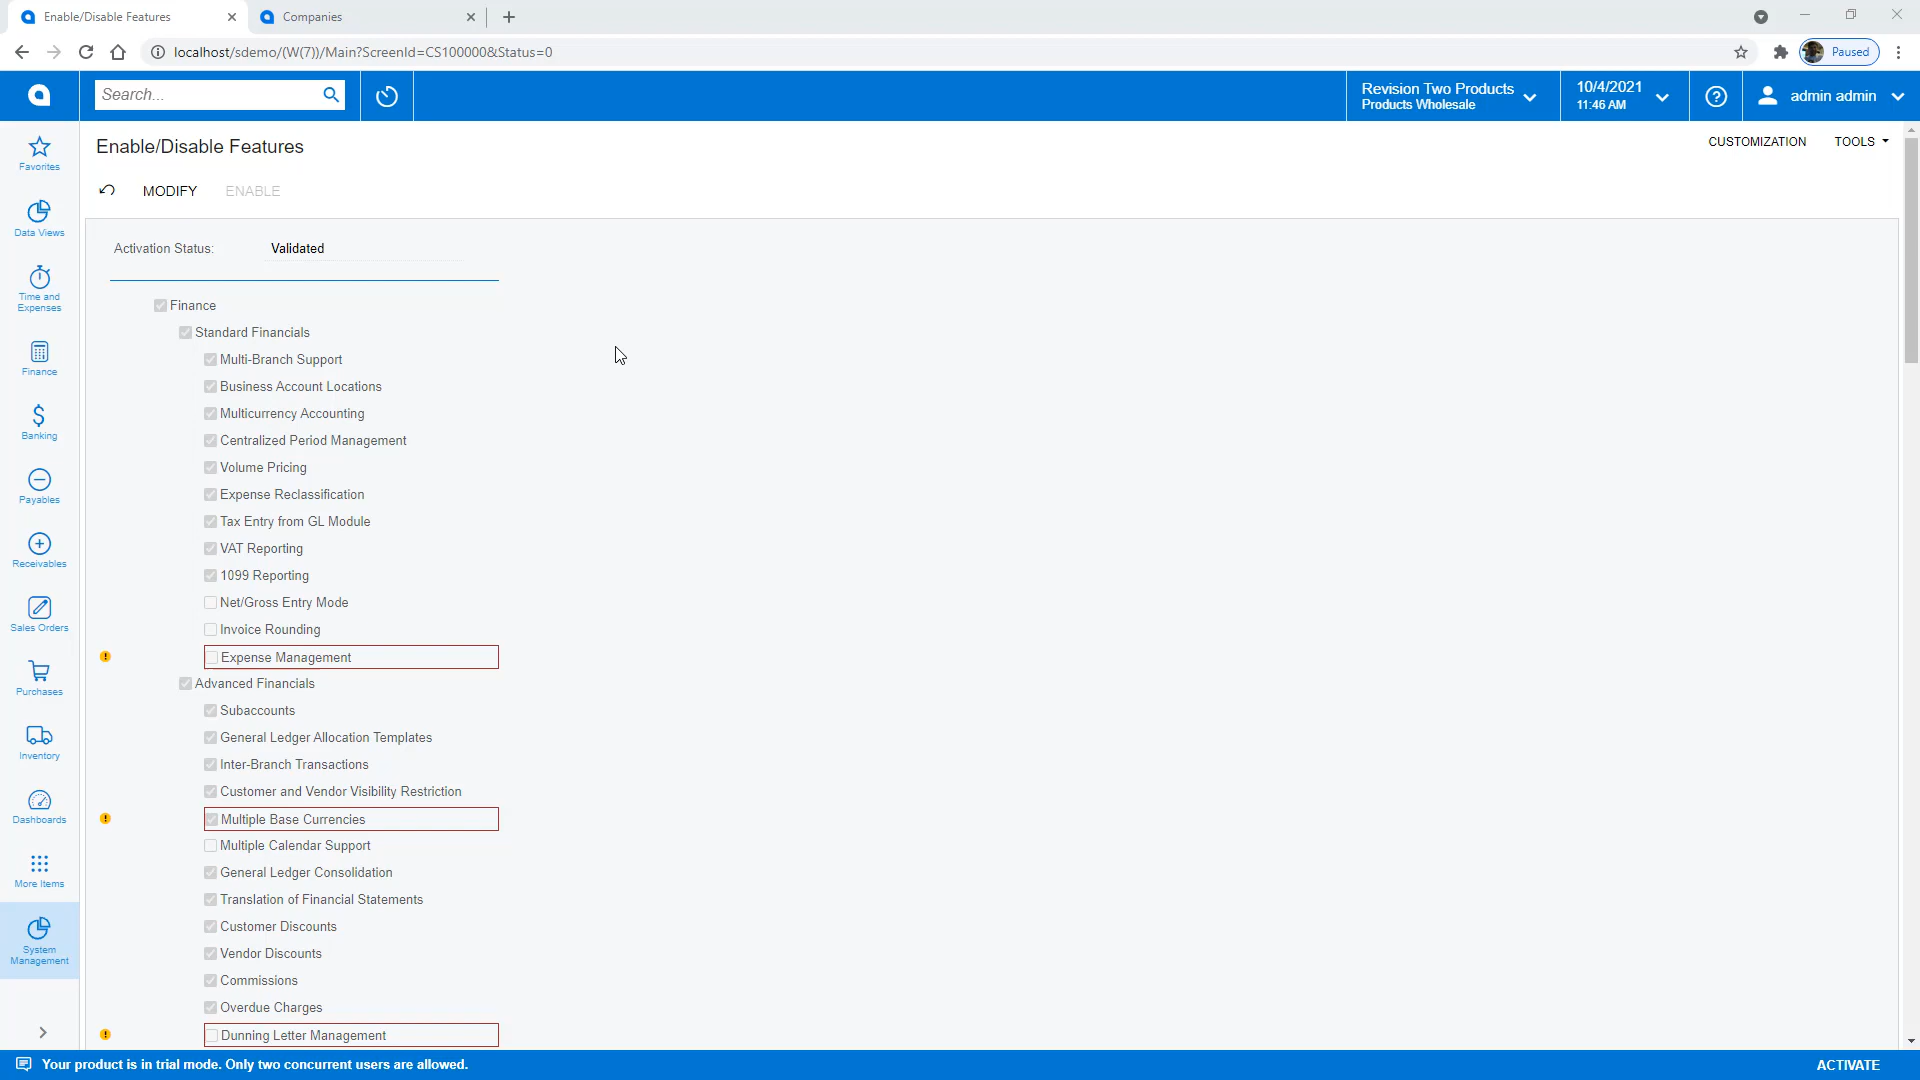 Enable/Disable Features
Companies
localhost/sdemo/(W(7))/Main?ScreenId=CS100000&Status=0
Paused
Search...
Revision Two Products
Products Wholesale
10/4/2021
11:46 AM
admin admin
Favorites
Data Views
Time and
Expenses
Finance
Banking
Payables
Receivables
Sales Orders
Purchases
Inventory
Dashboards
More Items
System
Management
Enable/Disable Features
CUSTOMIZATION
TOOLS
MODIFY
ENABLE
Activation Status:
Validated
Finance
Standard Financials
Multi-Branch Support
Business Account Locations
Multicurrency Accounting
Centralized Period Management
Volume Pricing
Expense Reclassification
Tax Entry from GL Module
VAT Reporting
1099 Reporting
Net/Gross Entry Mode
Invoice Rounding
Expense Management
Advanced Financials
Subaccounts
General Ledger Allocation Templates
Inter-Branch Transactions
Customer and Vendor Visibility Restriction
Multiple Base Currencies
Multiple Calendar Support
General Ledger Consolidation
Translation of Financial Statements
Customer Discounts
Vendor Discounts
Commissions
Overdue Charges
Dunning Letter Management
Your product is in trial mode. Only two concurrent users are allowed.
ACTIVATE